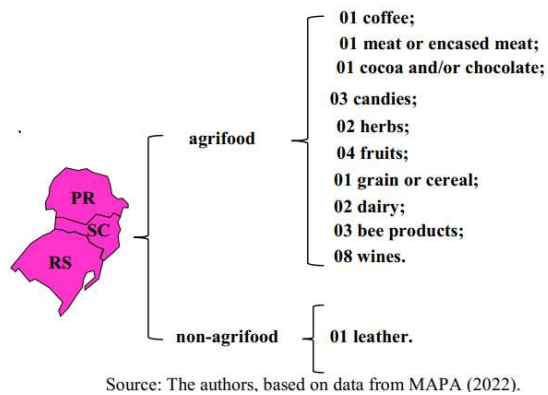 01 coffee;
01 meat or encased meat;
01 cocoa and/or chocolate;
03 candies;
02 herbs;
04 fruits;
01 grain or cereal;
02 dairy;
03 bee products;
08 wines.
agrifood
PR
SC
RS
non-agrifood
01 leather.
Source: The authors, based on data from MAPA (2022).